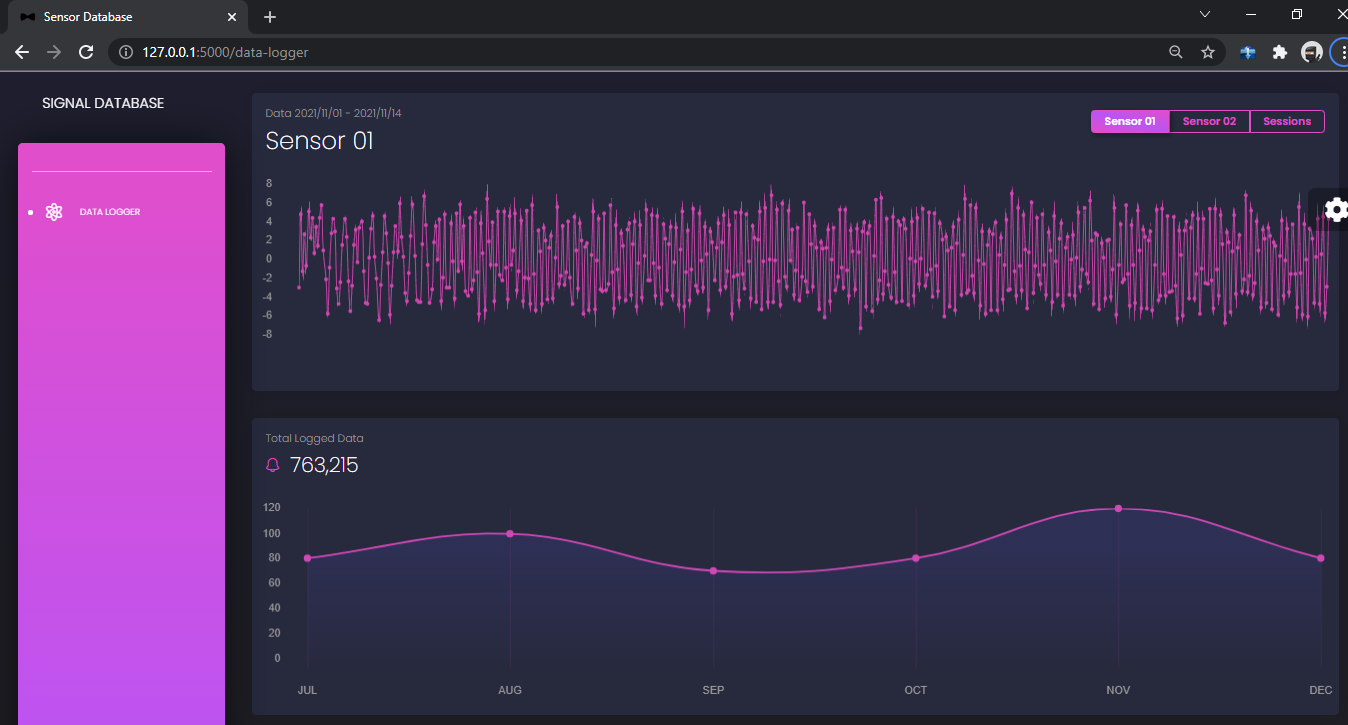 Sensor Database
127.0.0.1:5000/data-logger
SIGNAL DATABASE
DATA LOGGER
Data 2021/11/01 - 2021/11/14
Sensor 01
Sensor 01 Sensor 02 Sessions
8
6
4
2
0
-2
-4
-6
-8
Total Logged Data
763,215
120
100
80
60
40
20
0
JUL AUG SEP OCT NOV DEC